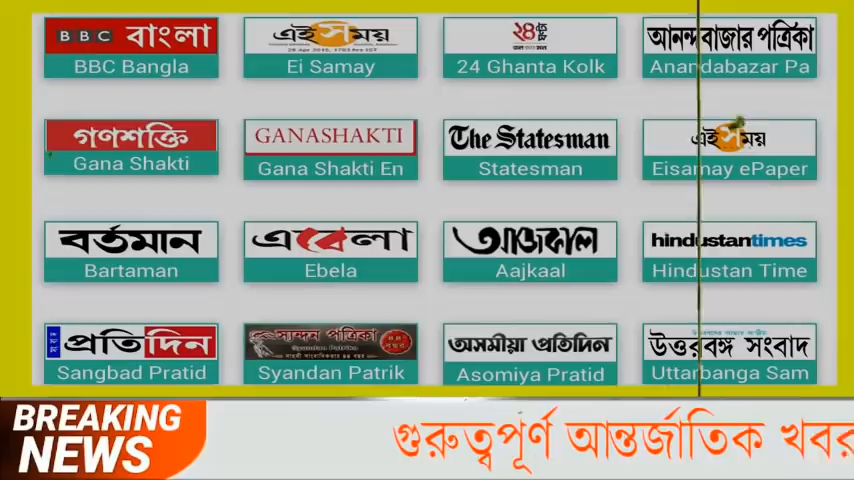 BBC বাংলা
BBC Bangla
এই সময়
Ei Samay
২৪ ঘণ্টা
24 Ghanta Kolk
আনন্দবাজার পত্রিকা
Anandabazar Pa
গণশক্তি
Gana Shakti
GANASHAKTI
Gana Shakti En
The Statesman
Statesman
এই সময়
Eisamay ePaper
বর্তমান
Bartaman
এবেলা
Ebela
আজকাল
Aajkaal
hindustantimes
Hindustan Time
প্রতিদিন
Sangbad Pratid
স্যন্দন পত্রিকা
Syandan Patrik
অসমীয়া প্ৰতিদিন
Asomiya Pratid
উত্তরবঙ্গ সংবাদ
Uttarbanga Sam
BREAKING
NEWS
গুরুত্বপূর্ণ আন্তর্জাতিক খবর